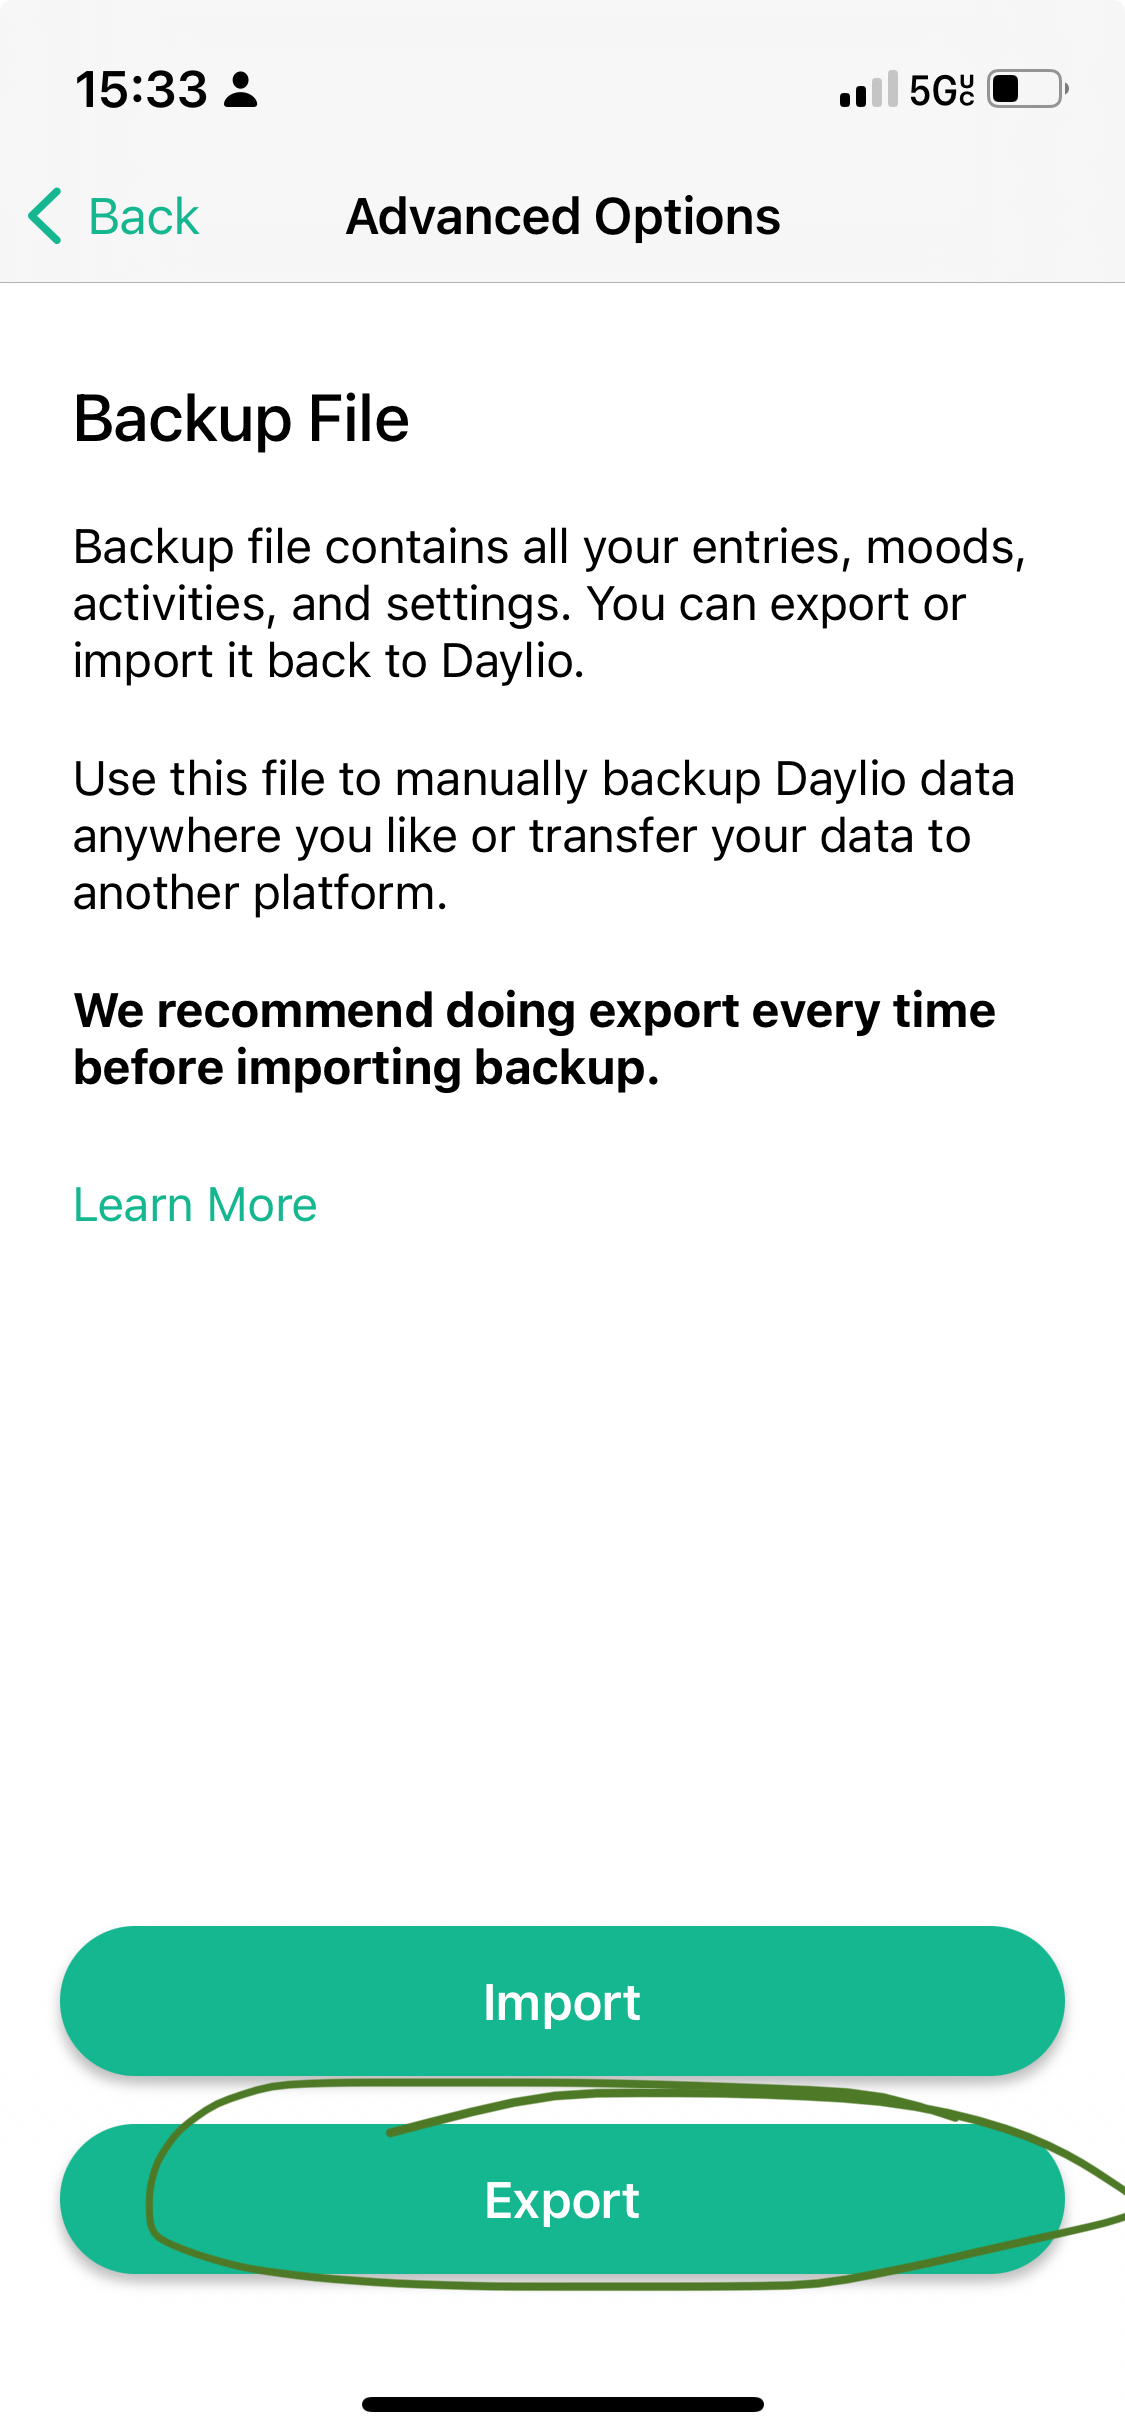 15:33
5G UC
Back
Advanced Options
Backup File
Backup file contains all your entries, moods,
activities, and settings. You can export or
import it back to Daylio.
Use this file to manually backup Daylio data
anywhere you like or transfer your data to
another platform.
We recommend doing export every time
before importing backup.
Learn More
Import
Export